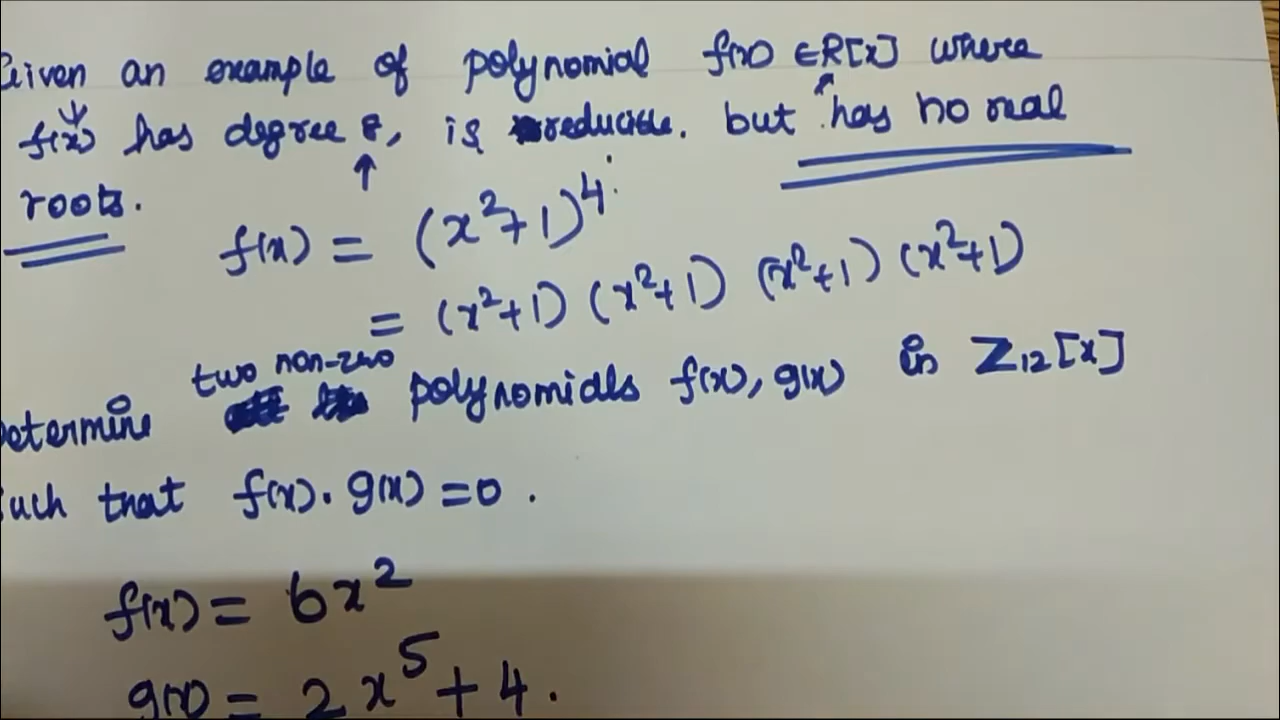 Given an example of polynomial f(x) ∈ R[x] where
f(x) has degree 8, is reducible. but has no real
roots.
f(x) = (x²+1)⁴.
= (x²+1) (x²+1) (x²+1) (x²+1)
two non-zero
Determine polynomials f(x), g(x) in Z₁₂[x]
such that f(x). g(x) = 0.
f(x) = 6x²
g(x) = 2x⁵ + 4.